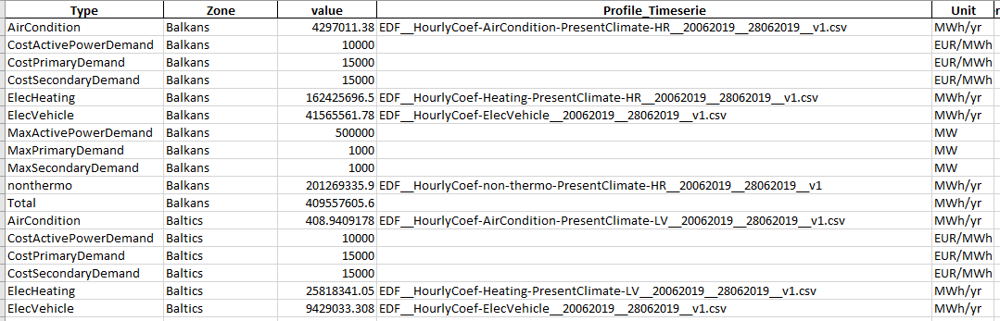 Type Zone value Profile_Timeserie Unit
AirCondition Balkans 4297011.38 EDF__HourlyCoef-AirCondition-PresentClimate-HR__20062019__28062019__v1.csv MWh/yr
CostActivePowerDemand Balkans 10000 EUR/MWh
CostPrimaryDemand Balkans 15000 EUR/MWh
CostSecondaryDemand Balkans 15000 EUR/MWh
ElecHeating Balkans 162425696.5 EDF__HourlyCoef-Heating-PresentClimate-HR__20062019__28062019__v1.csv MWh/yr
ElecVehicle Balkans 41565561.78 EDF__HourlyCoef-ElecVehicle__20062019__28062019__v1.csv MWh/yr
MaxActivePowerDemand Balkans 500000 MW
MaxPrimaryDemand Balkans 1000 MW
MaxSecondaryDemand Balkans 1000 MW
nonthermo Balkans 201269335.9 EDF__HourlyCoef-non-thermo-PresentClimate-HR__20062019__28062019__v1 MWh/yr
Total Balkans 409557605.6 MWh/yr
AirCondition Baltics 408.9409178 EDF__HourlyCoef-AirCondition-PresentClimate-LV__20062019__28062019__v1.csv MWh/yr
CostActivePowerDemand Baltics 10000 EUR/MWh
CostPrimaryDemand Baltics 15000 EUR/MWh
CostSecondaryDemand Baltics 15000 EUR/MWh
ElecHeating Baltics 25818341.05 EDF__HourlyCoef-Heating-PresentClimate-LV__20062019__28062019__v1.csv MWh/yr
ElecVehicle Baltics 9429033.308 EDF__HourlyCoef-ElecVehicle__20062019__28062019__v1.csv MWh/yr